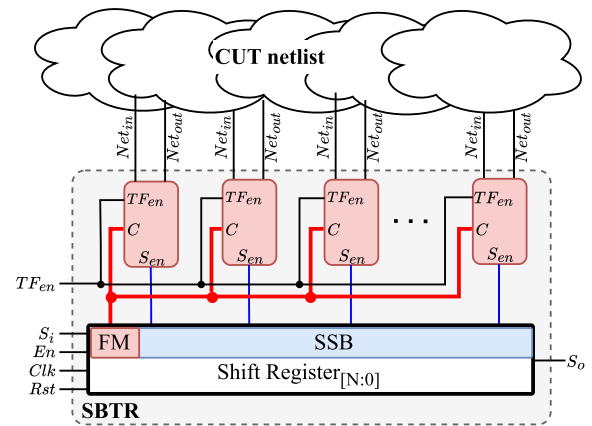 CUT netlist
Net_in Net_out Net_in Net_out Net_in Net_out Net_in Net_out
TF_en TF_en TF_en TF_en
C C C C
...
S_en S_en S_en S_en
TF_en
S_i FM SSB
En
Clk Shift Register_[N:0] S_o
Rst
SBTR